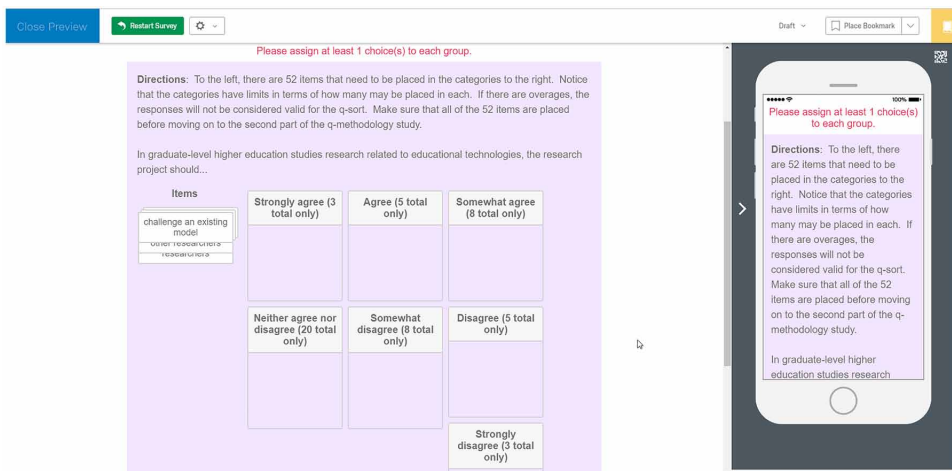 Close Preview
Restart Survey
Draft
Place Bookmark
Please assign at least 1 choice(s) to each group.
Directions: To the left, there are 52 items that need to be placed in the categories to the right. Notice
that the categories have limits in terms of how many may be placed in each. If there are overages, the
responses will not be considered valid for the q-sort. Make sure that all of the 52 items are placed
before moving on to the second part of the q-methodology study.
In graduate-level higher education studies research related to educational technologies, the research
project should...
Items
challenge an existing
model
other researchers
researchers
Strongly agree (3
total only)
Agree (5 total
only)
Somewhat agree
(8 total only)
Neither agree nor
disagree (20 total
only)
Somewhat
disagree (8 total
only)
Disagree (5 total
only)
Strongly
disagree (3 total
only)
100%
Please assign at least 1 choice(s)
to each group.
Directions: To the left, there
are 52 items that need to be
placed in the categories to the
right. Notice that the categories
have limits in terms of how
many may be placed in each. If
there are overages, the
responses will not be
considered valid for the q-sort.
Make sure that all of the 52
items are placed before moving
on to the second part of the q-
methodology study.
In graduate-level higher
education studies research